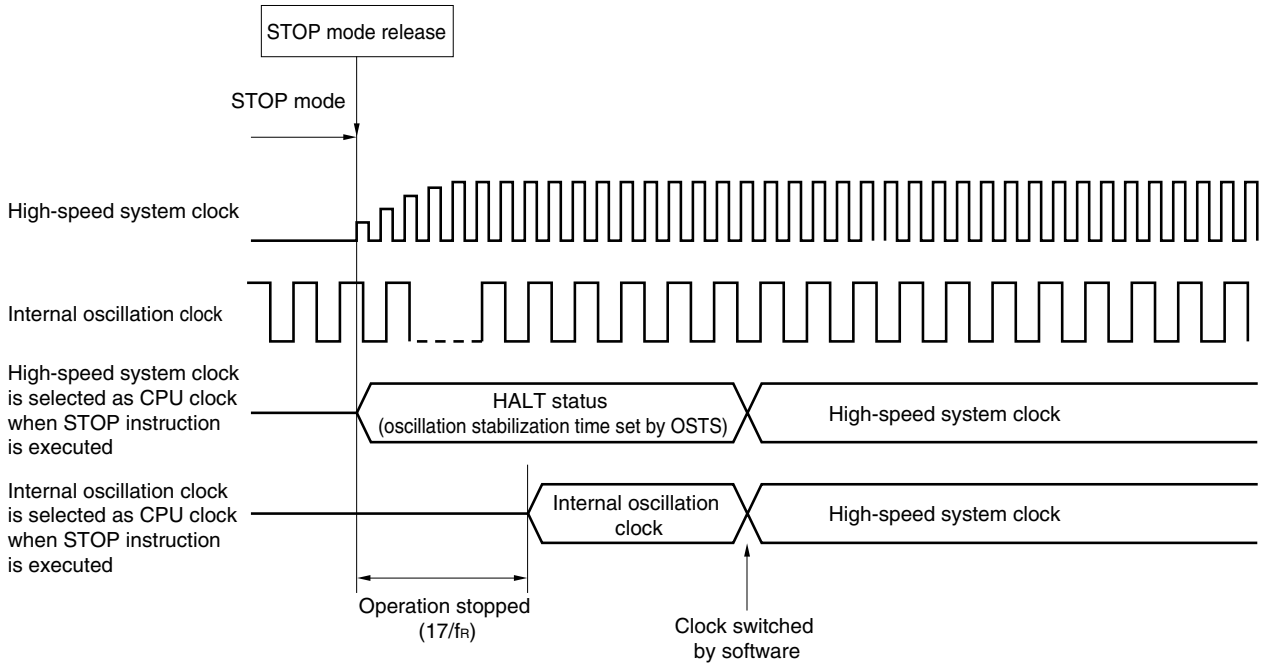 STOP mode release
STOP mode
High-speed system clock
Internal oscillation clock
High-speed system clock
is selected as CPU clock
when STOP instruction
is executed
HALT status
(oscillation stabilization time set by OSTS)
High-speed system clock
Internal oscillation clock
is selected as CPU clock
when STOP instruction
is executed
Internal oscillation
clock
High-speed system clock
Operation stopped
(17/fR)
Clock switched
by software